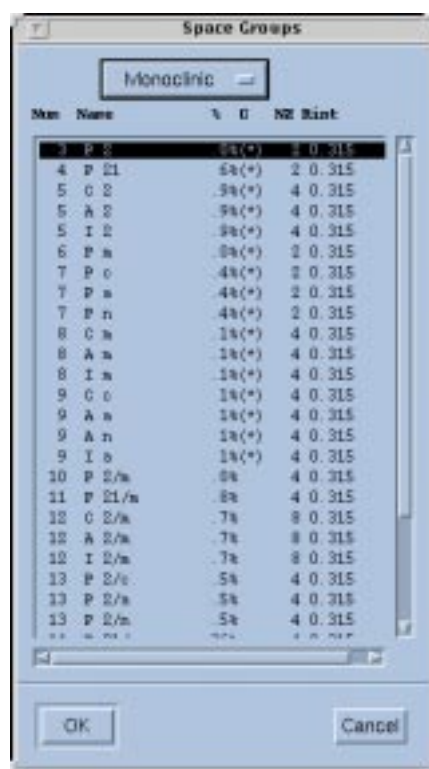 Space Groups
Monoclinic
Num Name % C NZ Rint
3 P 2 .0%(*) 2 0.315
4 P 21 .6%(*) 2 0.315
5 C 2 .9%(*) 4 0.315
5 A 2 .9%(*) 4 0.315
5 I 2 .9%(*) 4 0.315
6 P m .0%(*) 2 0.315
7 P c .4%(*) 2 0.315
7 P 2 0.315
7 P n .4%(*) 2 0.315
8 C m .1%(*) 4 0.315
8 A m .1%(*) 4 0.315
8 I m .1%(*) 4 0.315
9 C c 1%(*) 4 0.315
9 A 1%(*) 4 0.315
9 A n 1%(*) 4 0.315
9 I 1%(*) 4 0.315
10 P 2/m .0% 4 0.315
11 P 21/m .8% 4 0.315
12 C 2/m .7% 8 0.315
12 A 2/m .7% 8 0.315
12 I 2/m .7% 8 0.315
13 P 2/c .5% 4 0.315
13 P .5% 4 0.315
13 P .5% 4 0.315
OK Cancel